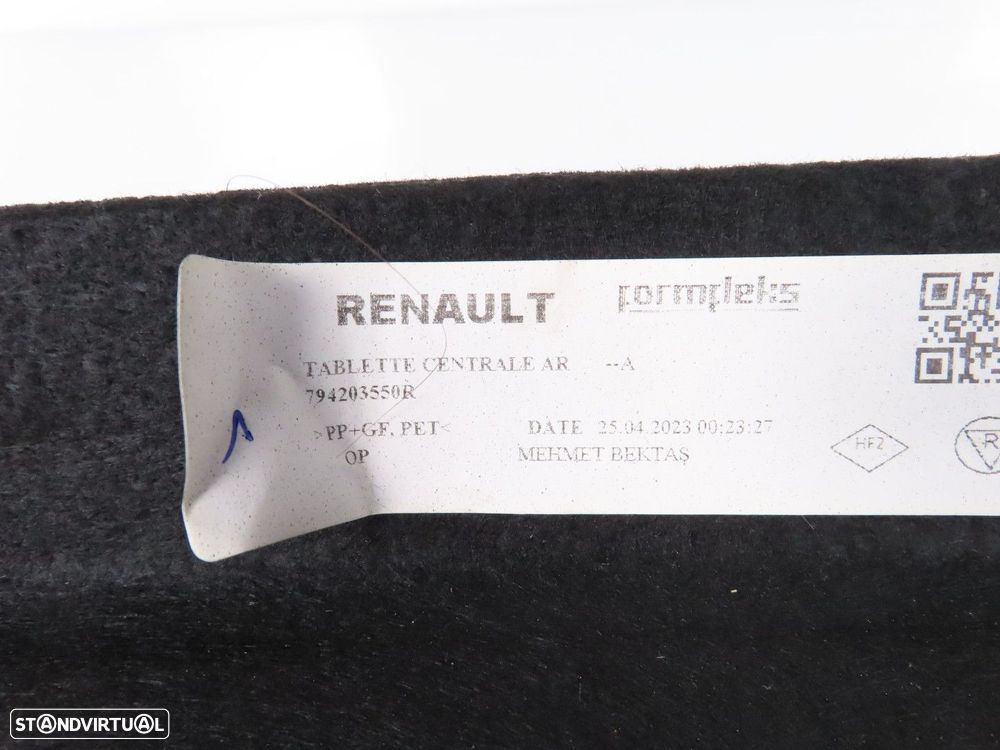 RENAULT formpleks
TABLETTE CENTRALE AR --A
794203550R
>PP+GF, PET< DATE 25.04.2023 00:23:27
OP MEHMET BEKTAŞ
HF2
R
STANDVIRTUAL